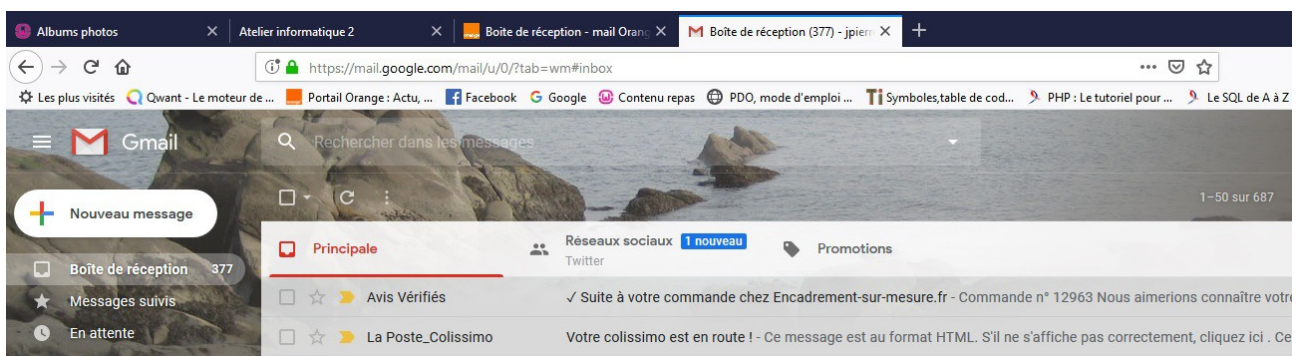 Albums photos Atelier informatique 2 Boîte de réception - mail Orang Boîte de réception (377) - jpierr
https://mail.google.com/mail/u/0/?tab=wm#inbox
Les plus visités Qwant - Le moteur de ... Portail Orange : Actu, ... Facebook Google Contenu repas PDO, mode d'emploi ... Symboles,table de cod... PHP : Le tutoriel pour ... Le SQL de A à Z
Gmail Rechercher dans les messages
1–50 sur 687
Nouveau message
Principale Réseaux sociaux 1 nouveau Promotions
Twitter
Boîte de réception 377
Messages suivis Avis Vérifiés ✓ Suite à votre commande chez Encadrement-sur-mesure.fr - Commande n° 12963 Nous aimerions connaître votre
En attente La Poste_Colissimo Votre colissimo est en route ! - Ce message est au format HTML. S'il ne s'affiche pas correctement, cliquez ici . Ce